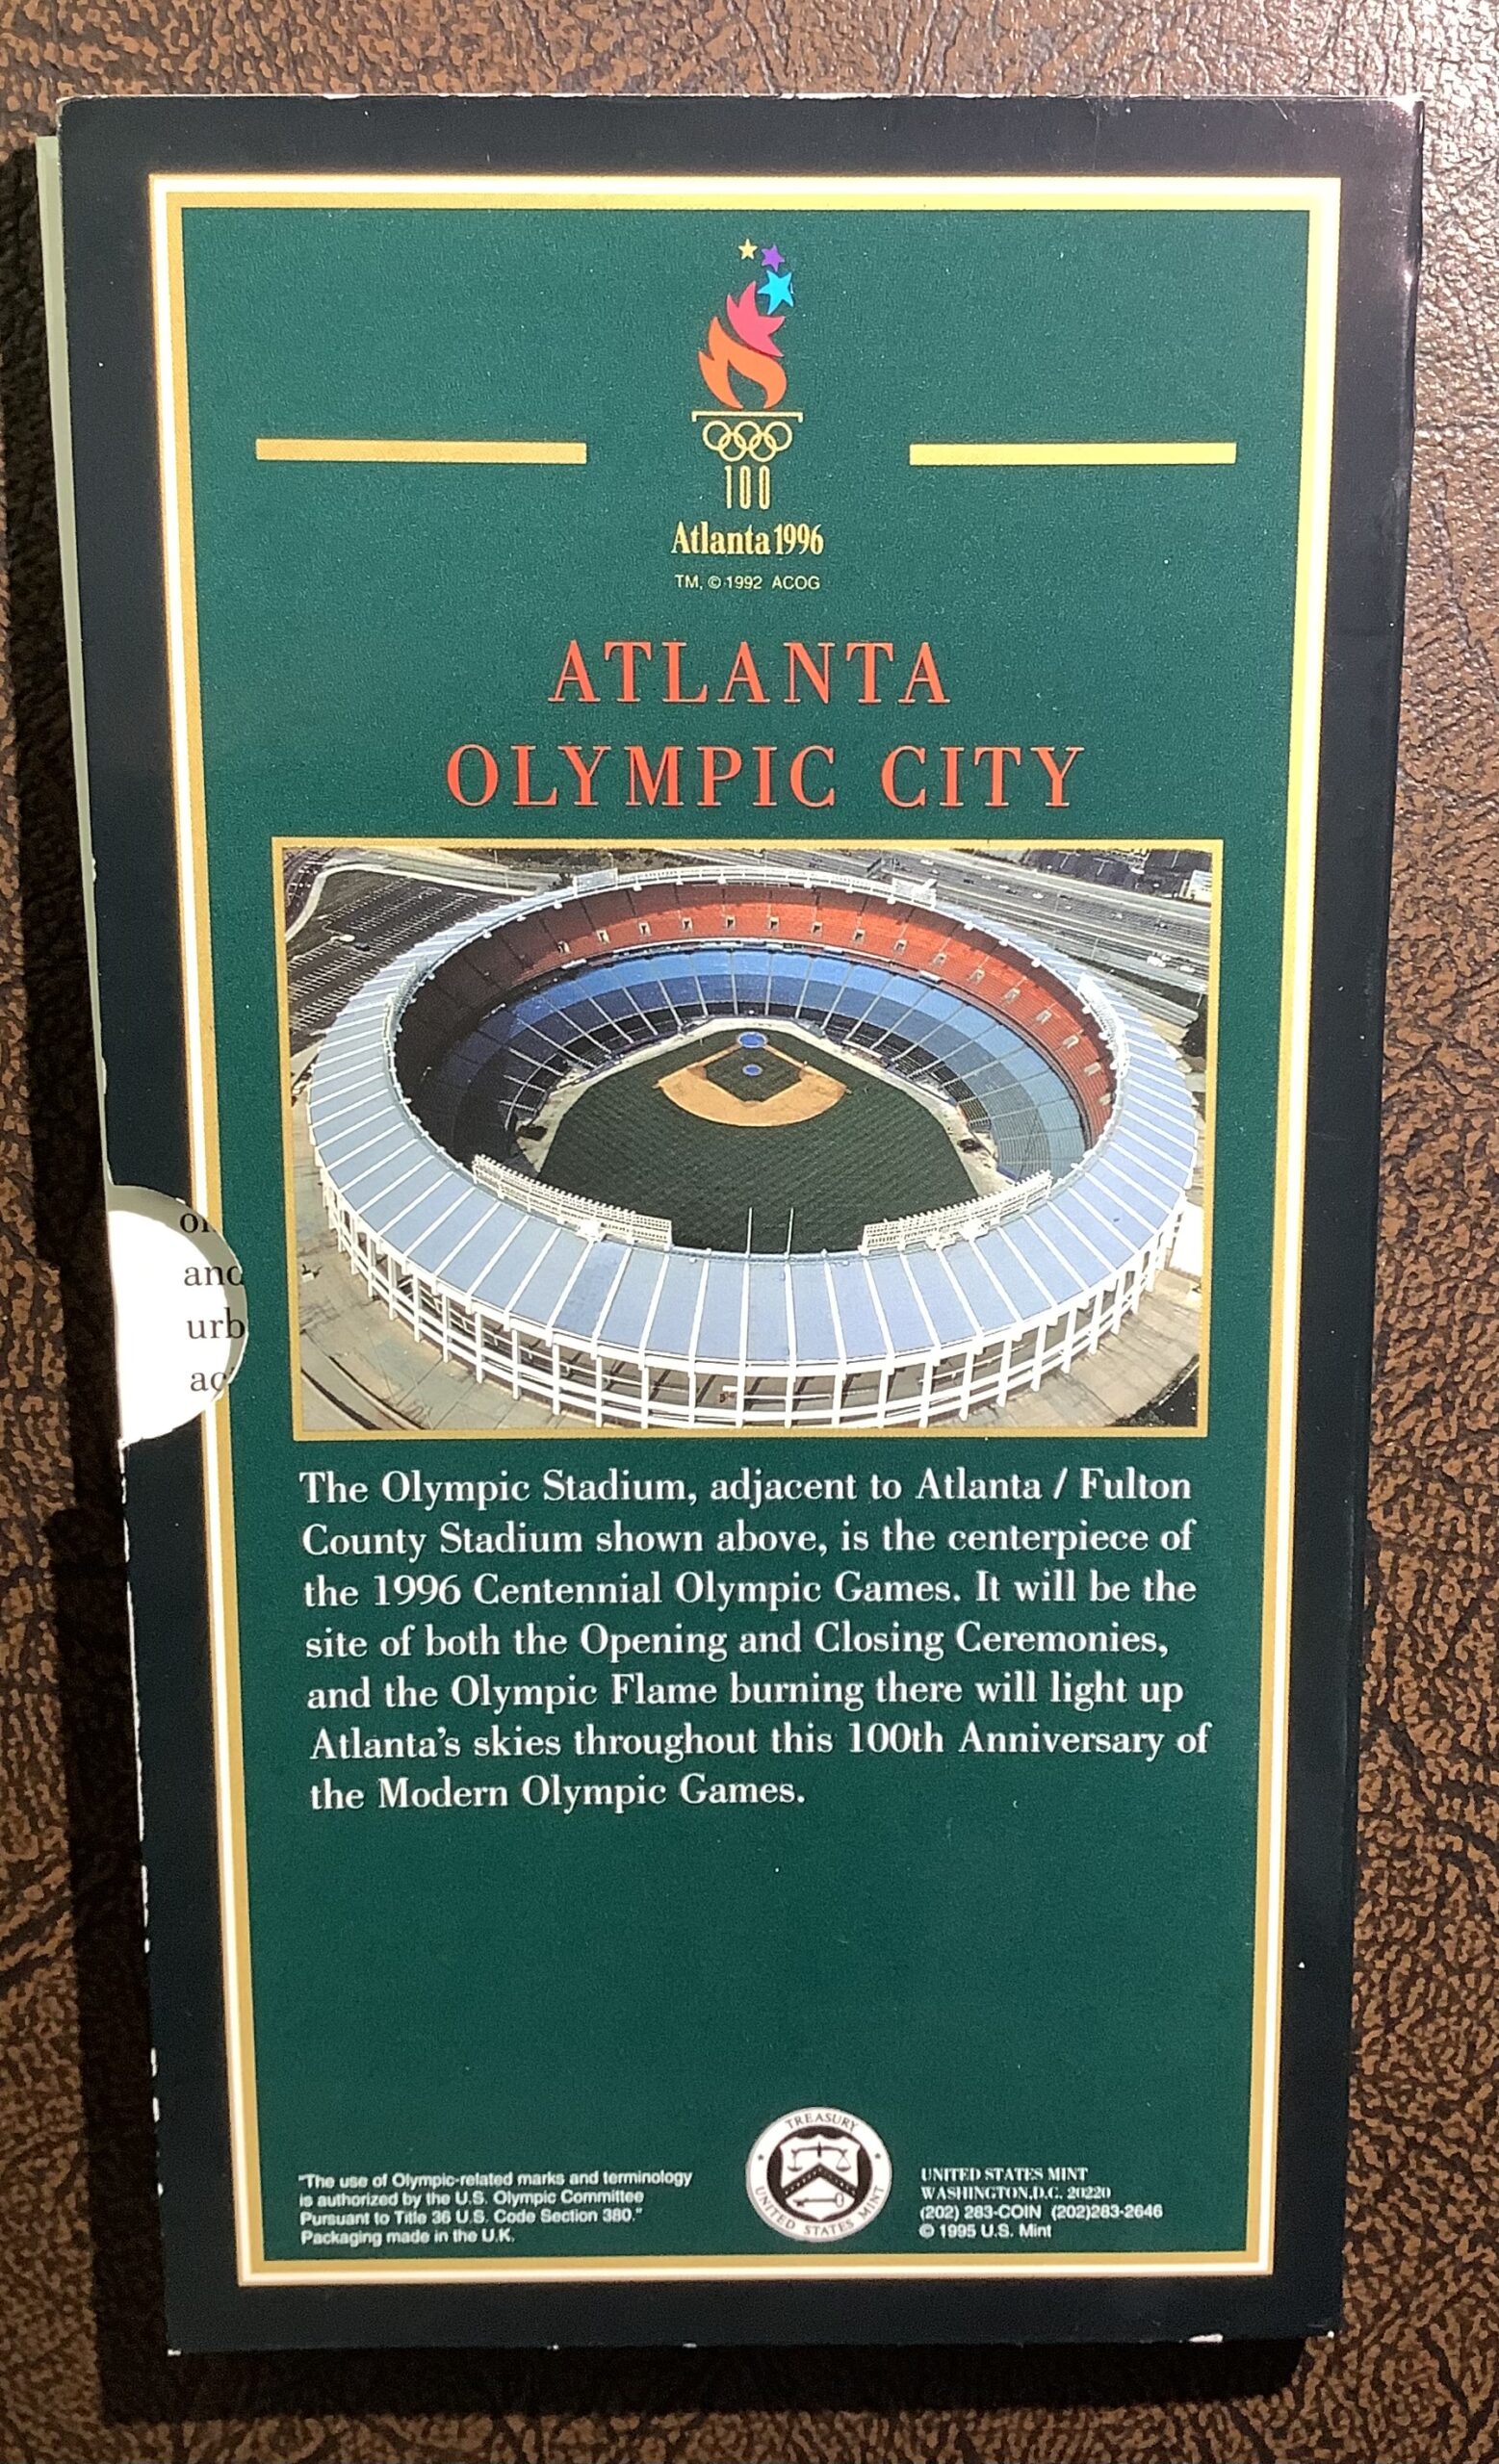 100
Atlanta 1996
TM, © 1992 ACOG
ATLANTA
OLYMPIC CITY
and
urb
The Olympic Stadium, adjacent to Atlanta / Fulton
County Stadium shown above, is the centerpiece of
the 1996 Centennial Olympic Games. It will be the
site of both the Opening and Closing Ceremonies,
and the Olympic Flame burning there will light up
Atlanta's skies throughout this 100th Anniversary of
the Modern Olympic Games.
"The use of Olympic-related marks and terminology
is authorized by the U.S. Olympic Committee
Pursuant to Title 36 U.S. Code Section 380."
Packaging made in the U.K.
TREASURY
UNITED STATES MINT
UNITED STATES MINT
WASHINGTON,D.C. 20220
(202) 283-COIN (202)283-2646
© 1995 U.S. Mint